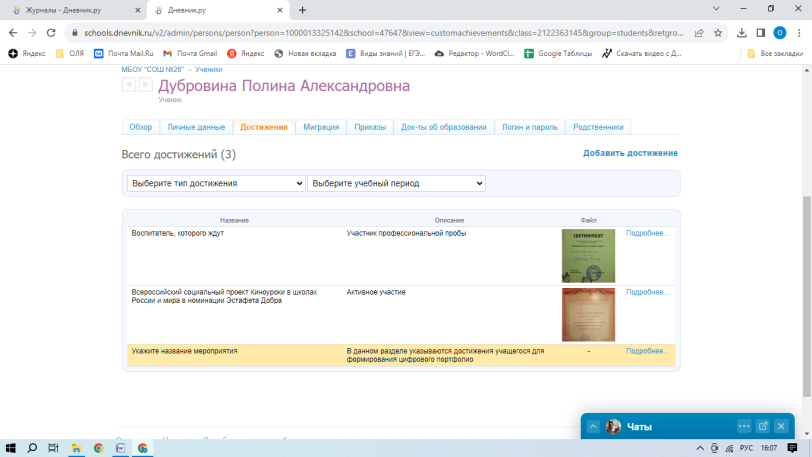 Журналы - Дневник.ру
Дневник.ру
schools.dnevnik.ru/v2/admin/persons/person?person=1000013325142&school=47647&view=customachievements&class=2122363145&group=students&retrgro...
Яндекс
ОЛЯ
Почта Mail.Ru
Почта Gmail
Яндекс
Новая вкладка
Виды знаний | ЕГЭ...
Редактор - WordCl...
Google Таблицы
Скачать видео с Д...
Все закладки
МБОУ "СОШ №26" > Ученики
Дубровина Полина Александровна
Ученик
Обзор
Личные данные
Достижения
Миграция
Приказы
Док-ты об образовании
Логин и пароль
Родственники
Всего достижений (3)
Добавить достижение
Выберите тип достижения
Выберите учебный период
Название
Описание
Файл
Воспитатель, которого ждут
Участник профессиональной пробы
СЕРТИФИКАТ
Подробнее...
Всероссийский социальный проект Киноуроки в школах
России и мира в номинации Эстафета Добра
Активное участие
Подробнее...
Укажите название мероприятия
В данном разделе указываются достижения учащегося для
формирования цифрового портфолио
-
Подробнее...
Чаты
РУС
16:07